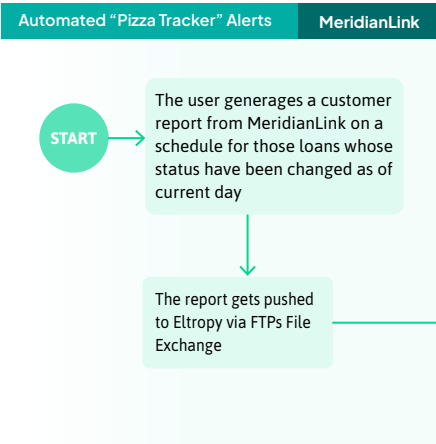 Automated “Pizza Tracker” Alerts
MeridianLink
START
The user generages a customer
report from MeridianLink on a
schedule for those loans whose
status have been changed as of
current day
The report gets pushed
to Eltropy via FTPs File
Exchange